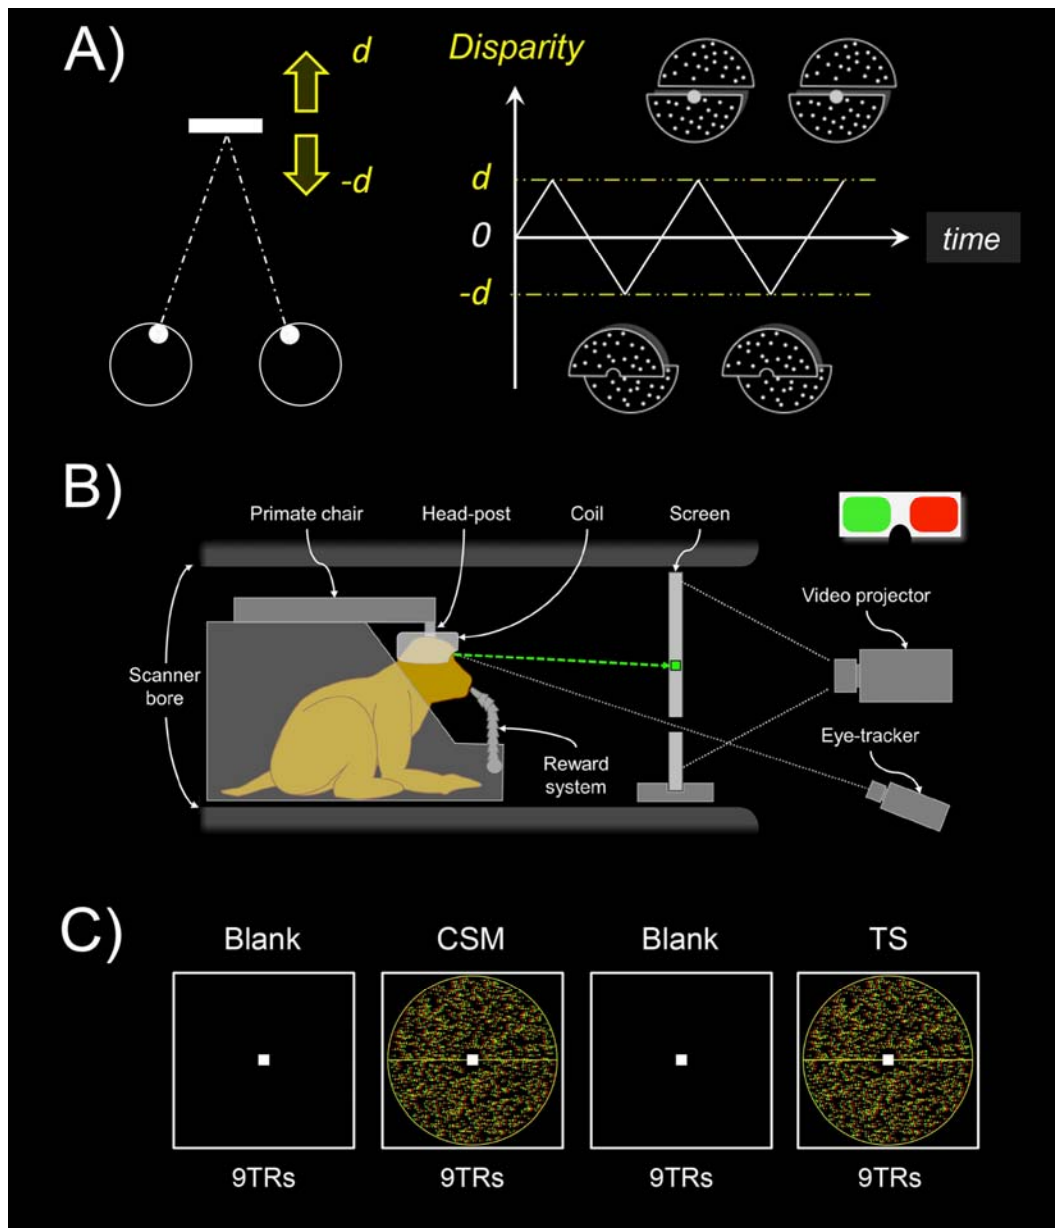 A)
d
-d
Disparity
d
0
-d
time
B)
Primate chair
Head-post
Coil
Screen
Video projector
Scanner
bore
Eye-tracker
Reward
system
C)
Blank
CSM
Blank
TS
9TRs
9TRs
9TRs
9TRs